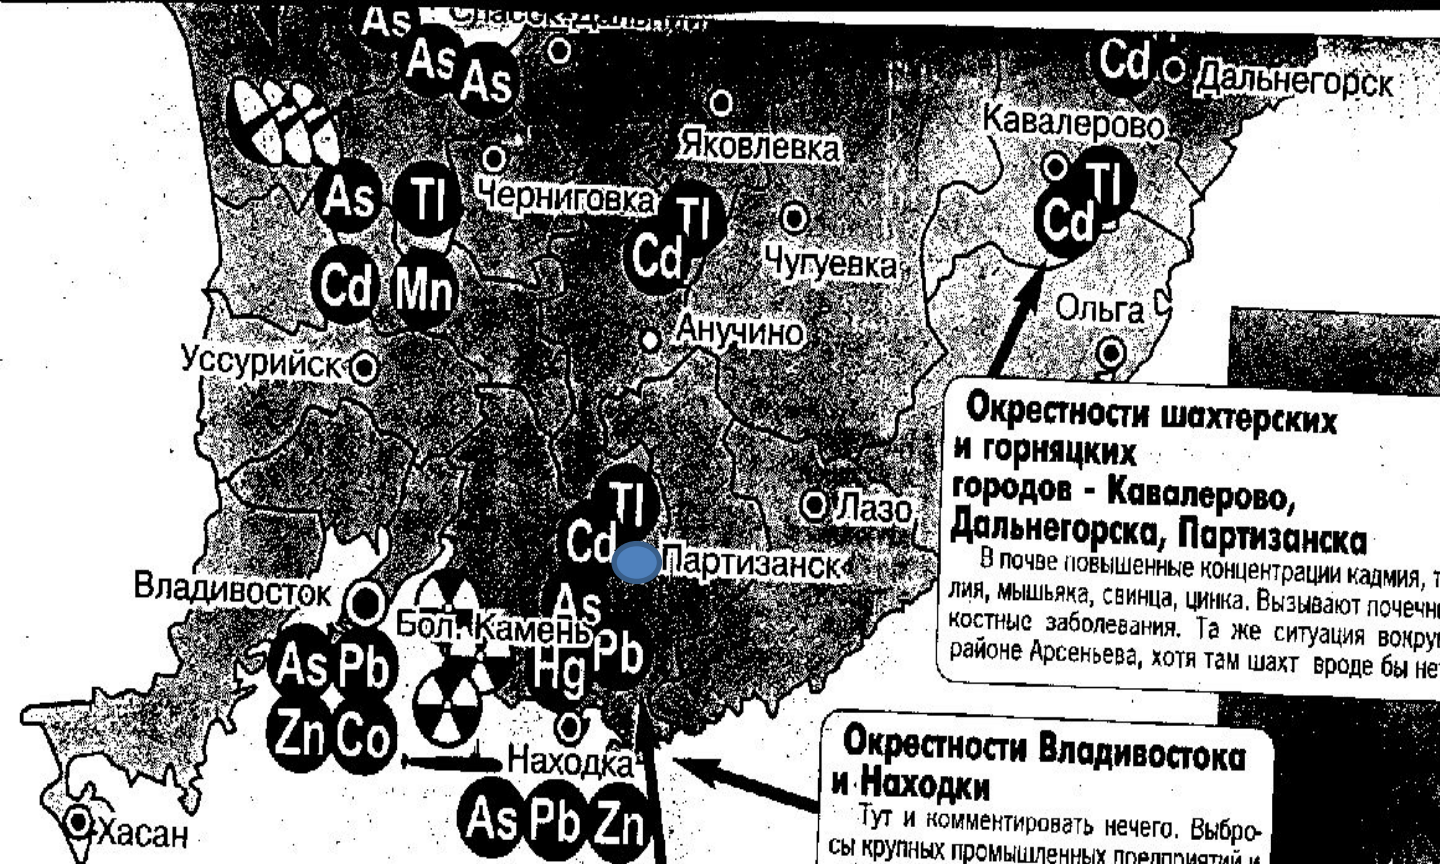 As
Спасск-Дальний
As As
Cd Дальнегорск
Кавалерово
Яковлевка
As Tl
Черниговка
Tl
Cd
Tl
Cd
Чугуевка
Cd Mn
Ольга
Анучино
Уссурийск
Tl
Cd
Лазо
Партизанск
Владивосток
As
Бол. Камень
As Pb
Hg Pb
Zn Co
Находка
As Pb Zn
Хасан
Окрестности шахтерских
и горняцких
городов - Кавалерово,
Дальнегорска, Партизанска
В почве повышенные концентрации кадмия, т
лия, мышьяка, свинца, цинка. Вызывают почечн
костные заболевания. Та же ситуация вокру
районе Арсеньева, хотя там шахт вроде бы не
Окрестности Владивостока
и Находки
Тут и комментировать нечего. Выбро-
сы крупных промышленных предприятий и